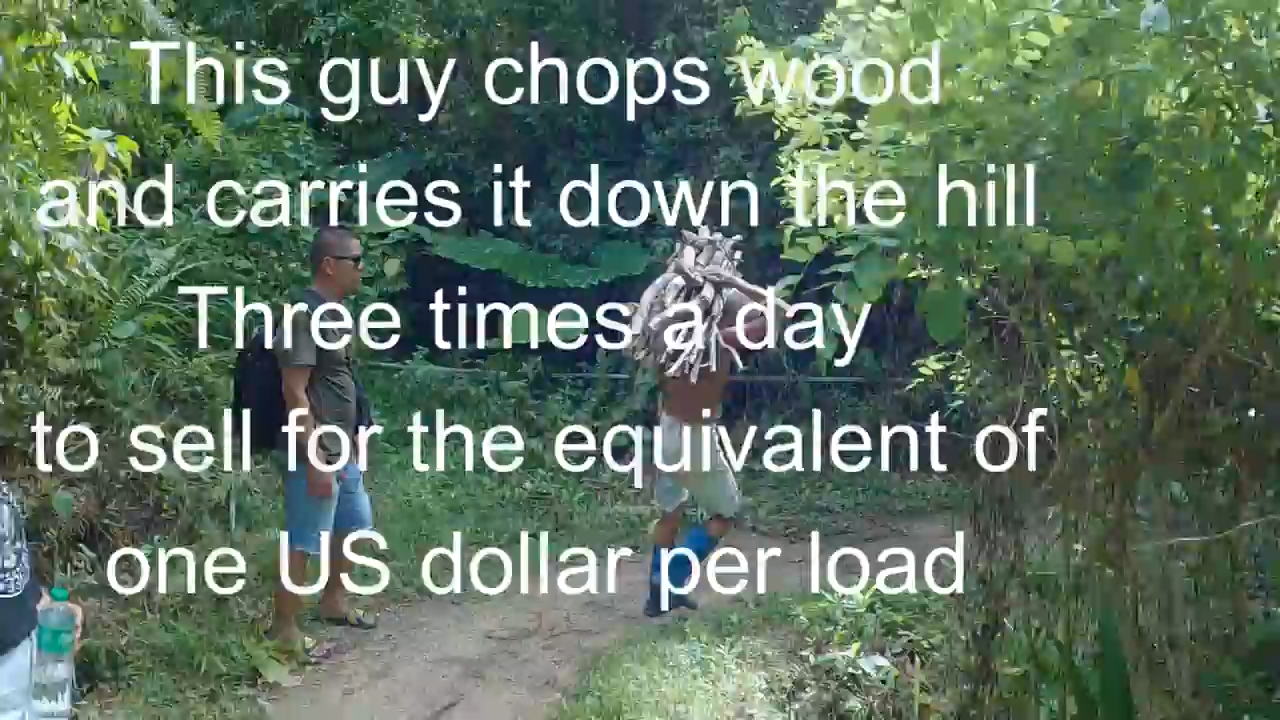 This guy chops wood
and carries it down the hill
Three times a day
to sell for the equivalent of
one US dollar per load